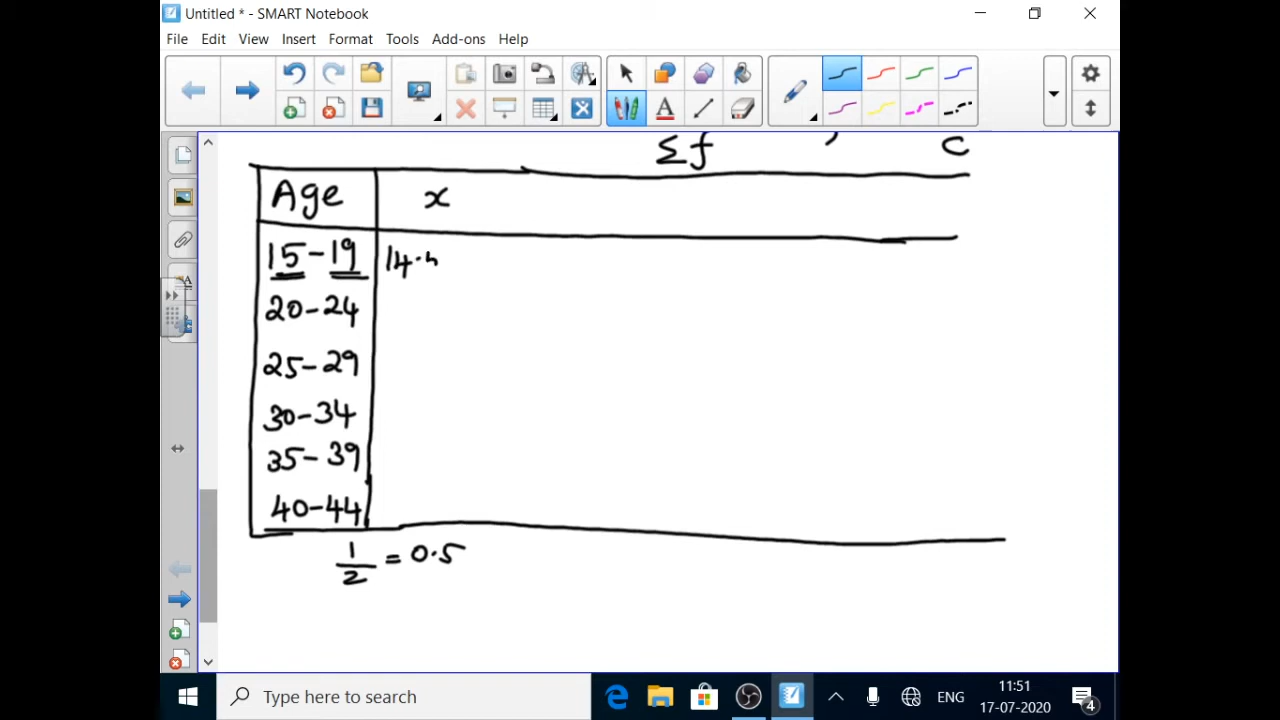 Untitled * - SMART Notebook
File Edit View Insert Format Tools Add-ons Help
Σf , c
Age x
15-19 14.
20-24
25-29
30-34
35-39
40-44
1/2 = 0.5
Type here to search
ENG
11:51
17-07-2020
4